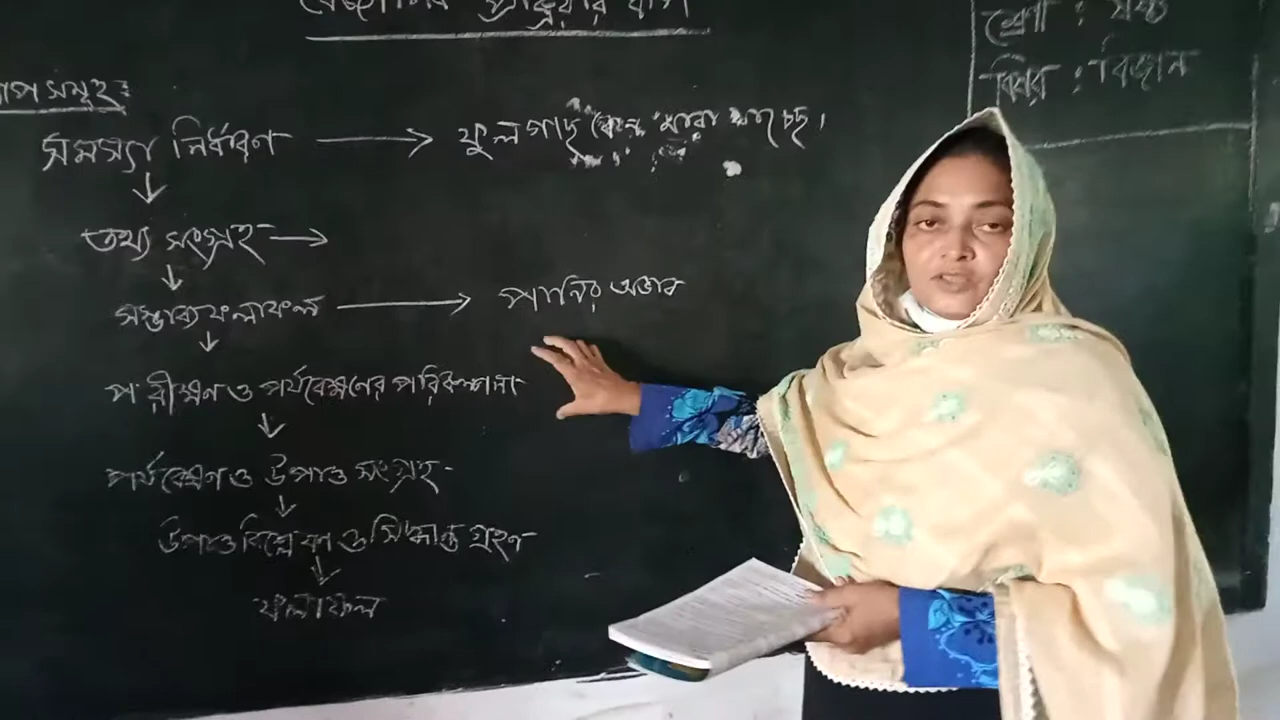 বৈজ্ঞানিক প্রক্রিয়ার ধাপ
শ্রেণী : ষষ্ঠ
বিষয় : বিজ্ঞান
ধাপ সমূহঃ
সমস্যা নির্ধারণ → ফুল গাছ কেন মারা যাচ্ছে।
↓
তথ্য সংগ্রহ →
↓
সম্ভাব্য ফলাফল → পানির অভাব
↓
পরীক্ষণ ও পর্যবেক্ষণের পরিকল্পনা
↓
পর্যবেক্ষণ ও উপাত্ত সংগ্রহ
↓
উপাত্ত বিশ্লেষণ ও সিদ্ধান্ত গ্রহণ
↓
ফলাফল